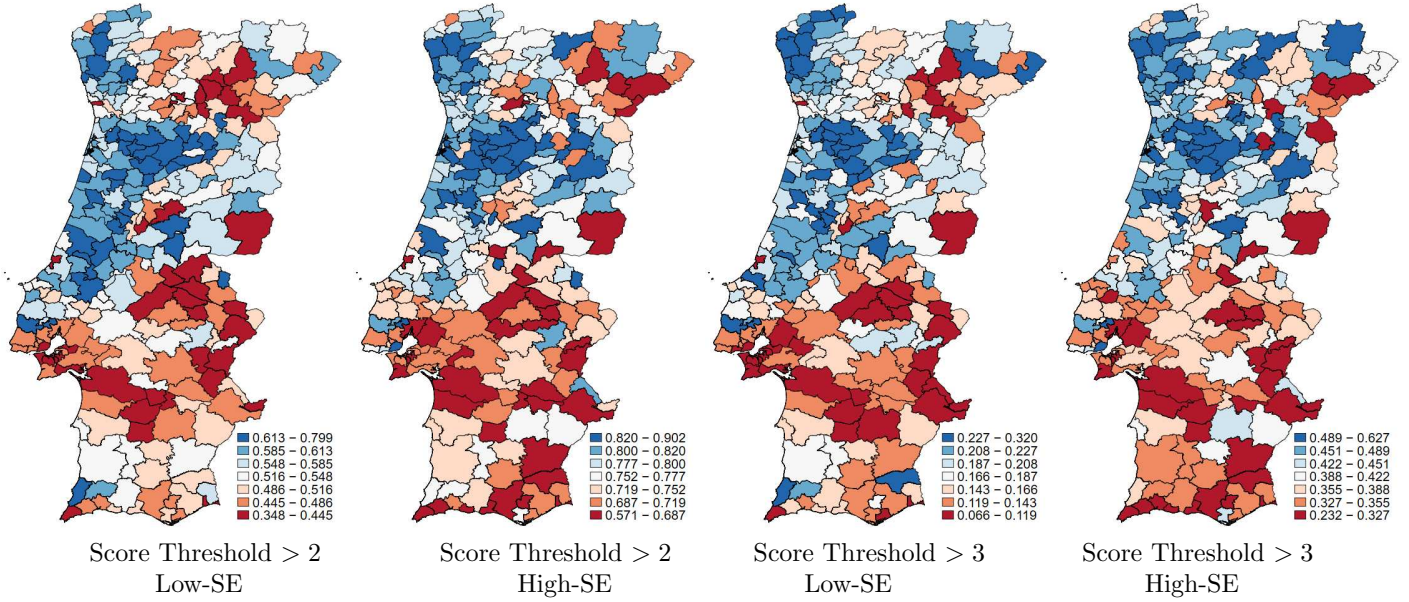 0.613 − 0.799
0.585 − 0.613
0.548 − 0.585
0.516 − 0.548
0.486 − 0.516
0.445 − 0.486
0.348 − 0.445
0.820 − 0.902
0.800 − 0.820
0.777 − 0.800
0.752 − 0.777
0.719 − 0.752
0.687 − 0.719
0.571 − 0.687
0.227 − 0.320
0.208 − 0.227
0.187 − 0.208
0.166 − 0.187
0.143 − 0.166
0.119 − 0.143
0.066 − 0.119
0.489 − 0.627
0.451 − 0.489
0.422 − 0.451
0.388 − 0.422
0.355 − 0.388
0.327 − 0.355
0.232 − 0.327
Score Threshold > 2
Low-SE
Score Threshold > 2
High-SE
Score Threshold > 3
Low-SE
Score Threshold > 3
High-SE